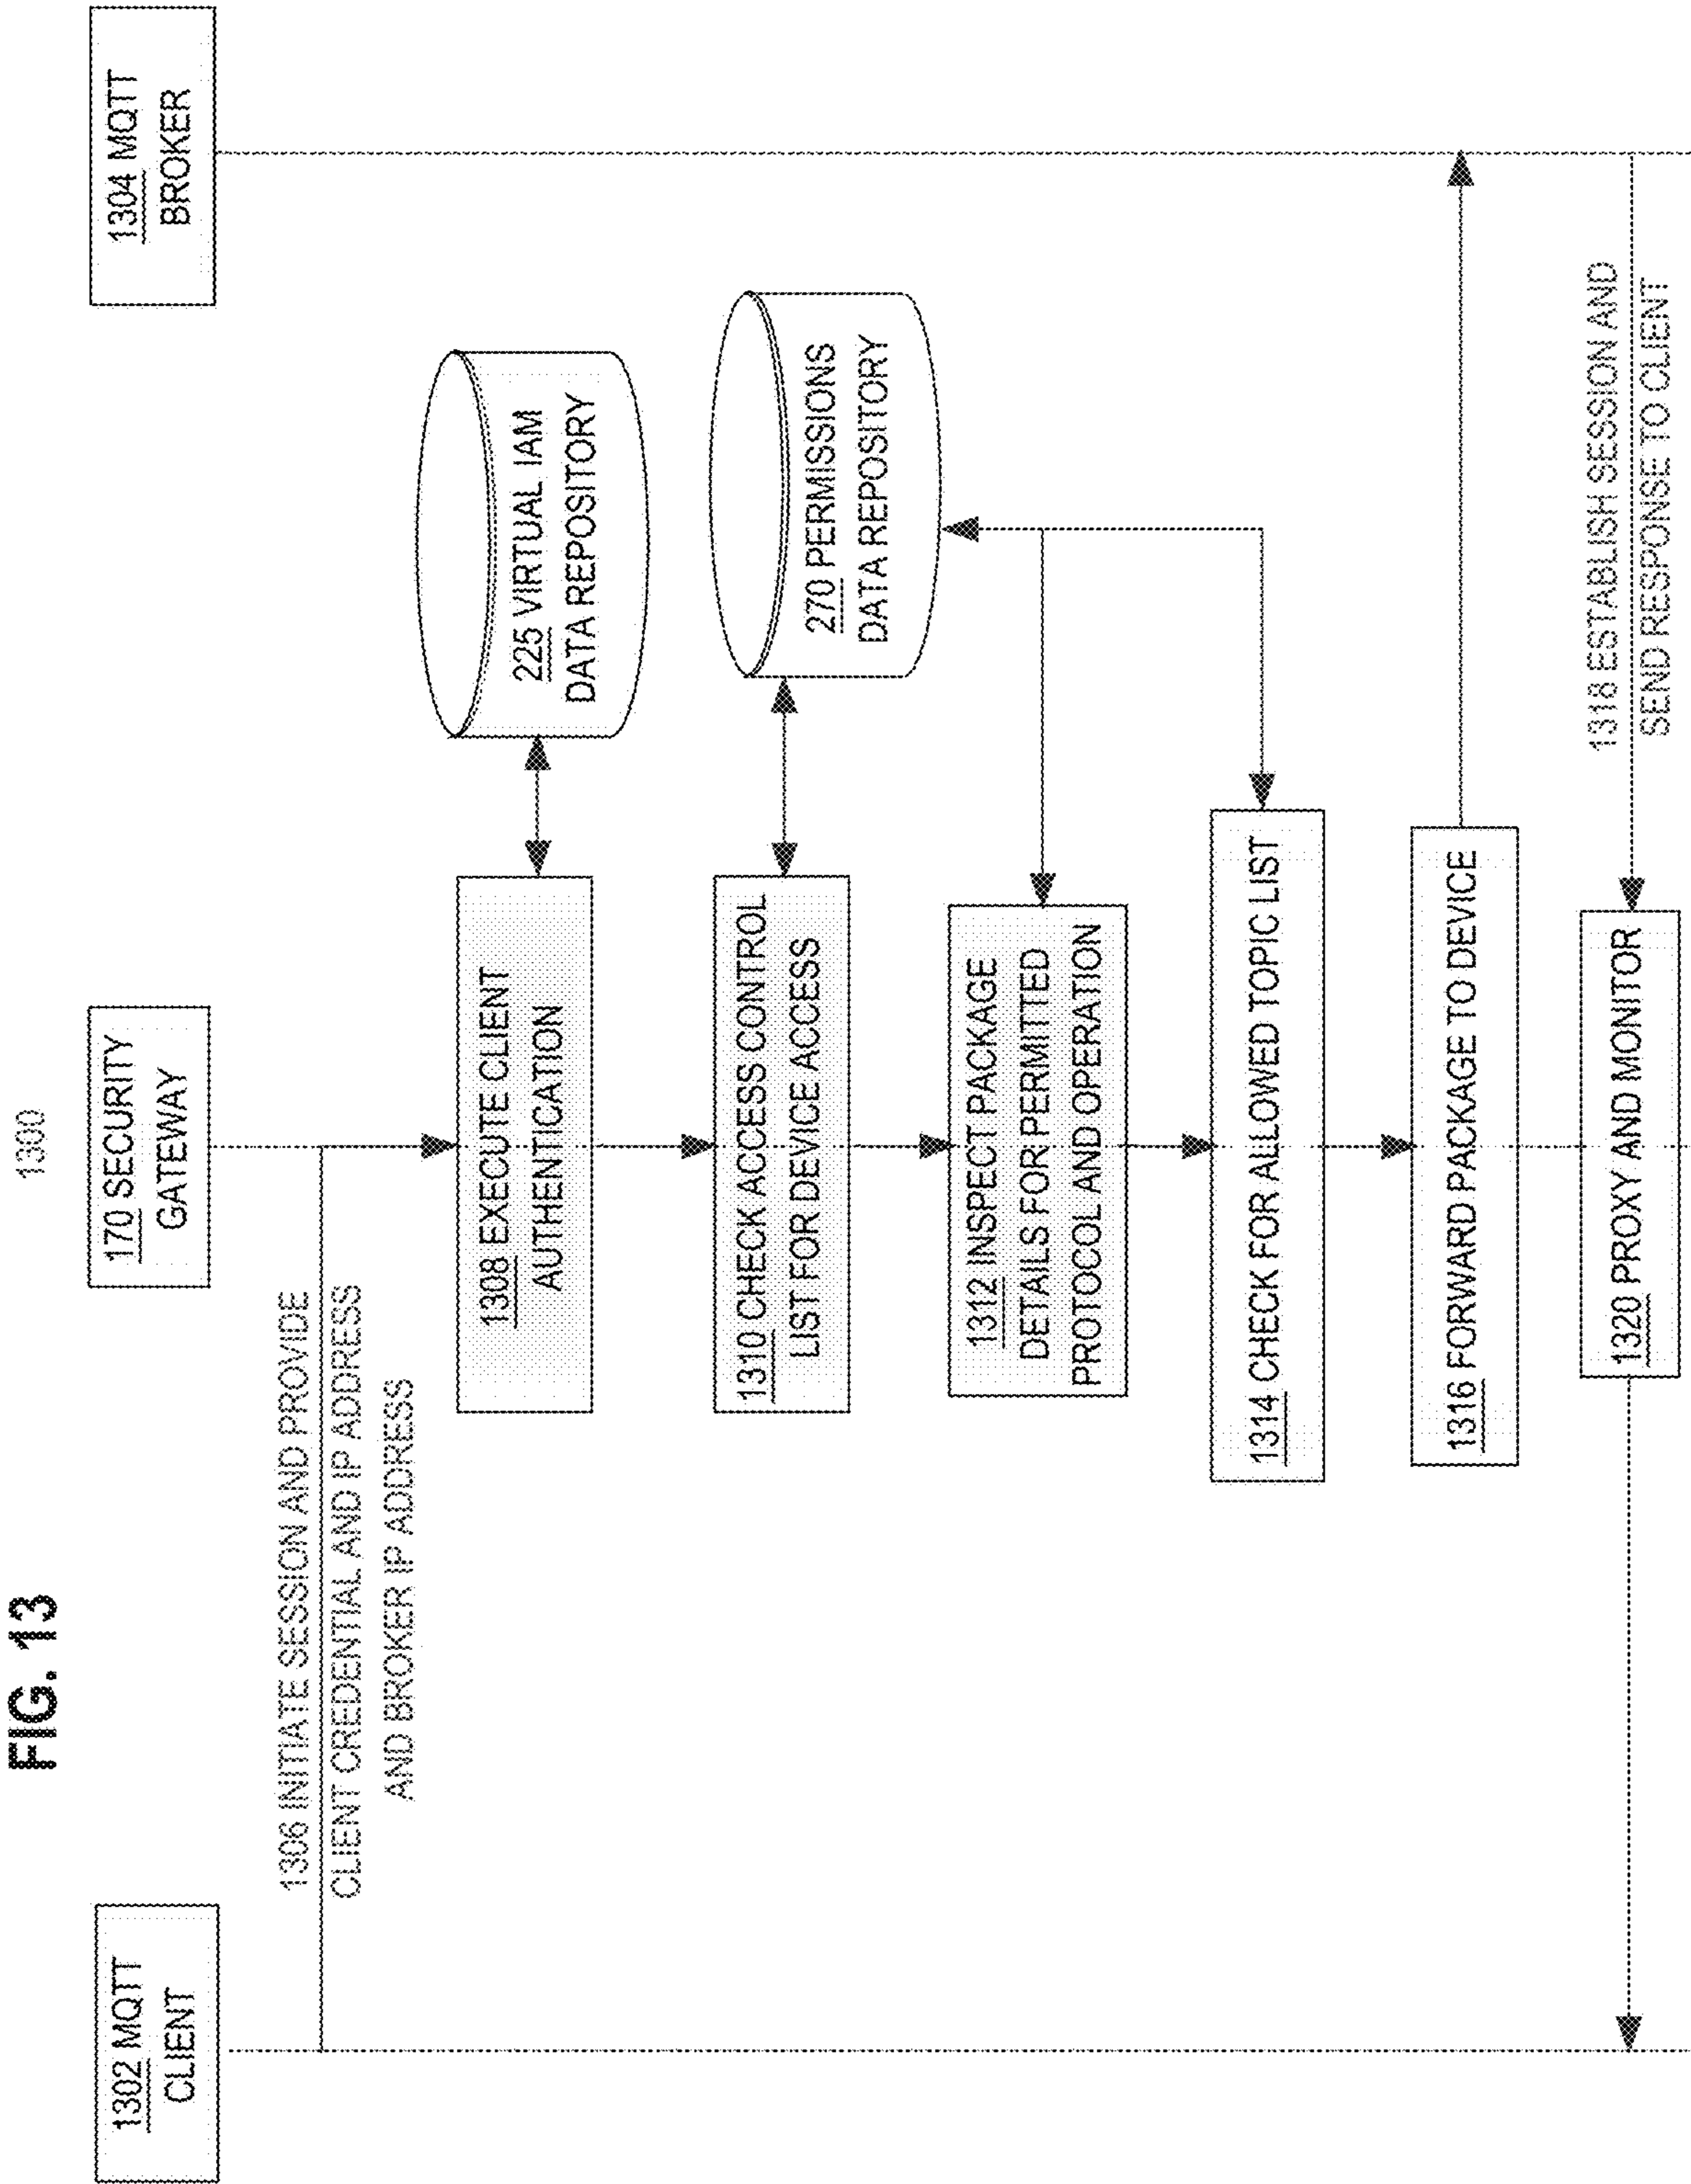 FIG. 13
1300
1302 MQTT
CLIENT
170 SECURITY
GATEWAY
1304 MQTT
BROKER
1306 INITIATE SESSION AND PROVIDE
CLIENT CREDENTIAL AND IP ADDRESS
AND BROKER IP ADDRESS
1308 EXECUTE CLIENT
AUTHENTICATION
225 VIRTUAL IAM
DATA REPOSITORY
1310 CHECK ACCESS CONTROL
LIST FOR DEVICE ACCESS
270 PERMISSIONS
DATA REPOSITORY
1312 INSPECT PACKAGE
DETAILS FOR PERMITTED
PROTOCOL AND OPERATION
1314 CHECK FOR ALLOWED TOPIC LIST
1316 FORWARD PACKAGE TO DEVICE
1318 ESTABLISH SESSION AND
SEND RESPONSE TO CLIENT
1320 PROXY AND MONITOR